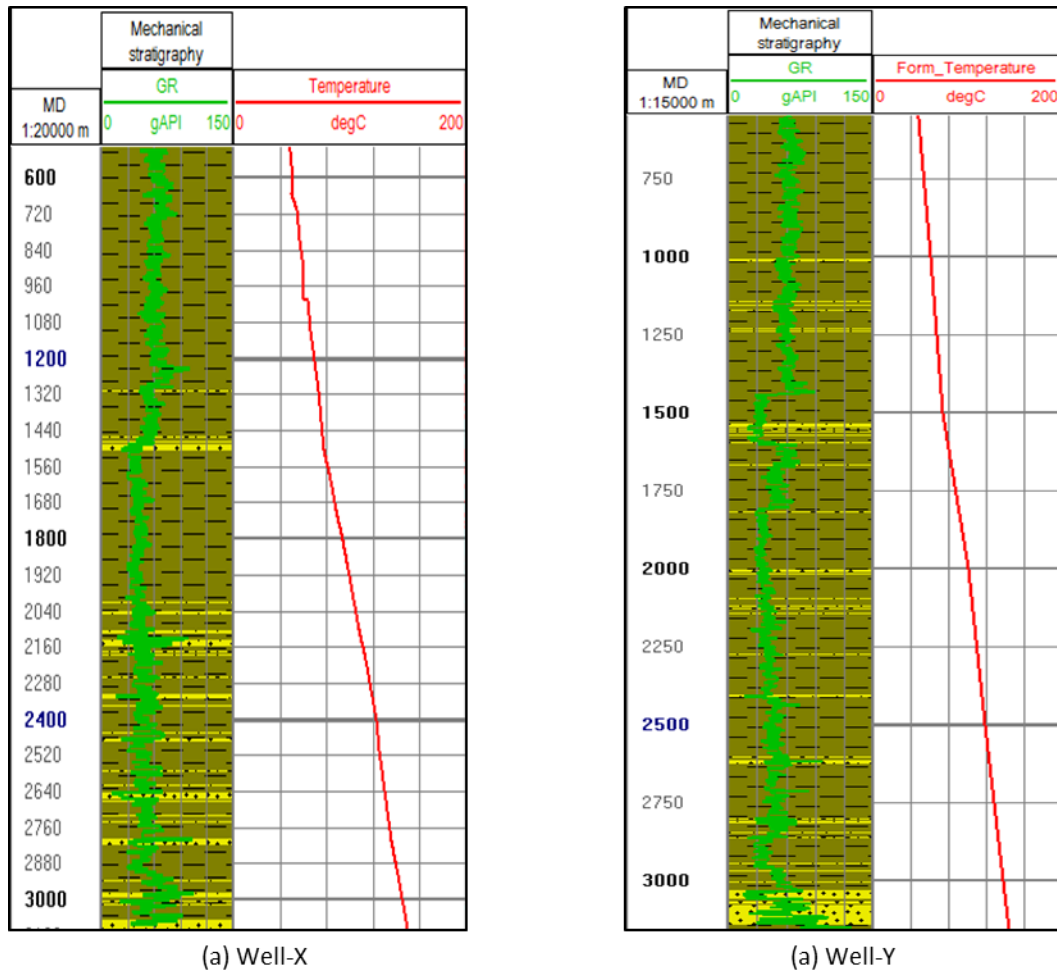 Mechanical
stratigraphy
MD
1:20000 m
GR
0 gAPI 150
Temperature
0 degC 200
600
720
840
960
1080
1200
1320
1440
1560
1680
1800
1920
2040
2160
2280
2400
2520
2640
2760
2880
3000
(a) Well-X
Mechanical
stratigraphy
MD
1:15000 m
GR
0 gAPI 150
Form_Temperature
0 degC 200
750
1000
1250
1500
1750
2000
2250
2500
2750
3000
(a) Well-Y